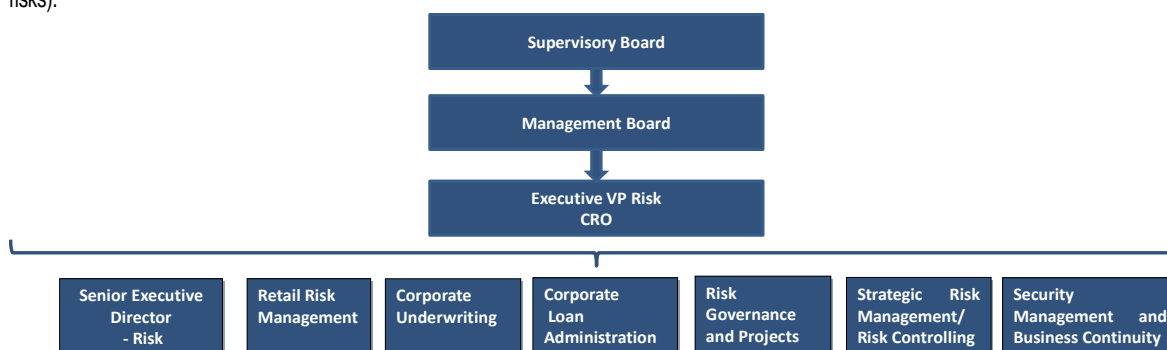 risks).
Supervisory Board
Management Board
Executive VP Risk
CRO
Senior Executive
Director
- Risk
Retail Risk
Management
Corporate
Underwriting
Corporate
Loan
Administration
Risk
Governance
and Projects
Strategic Risk
Management/
Risk Controlling
Security
Management and
Business Continuity